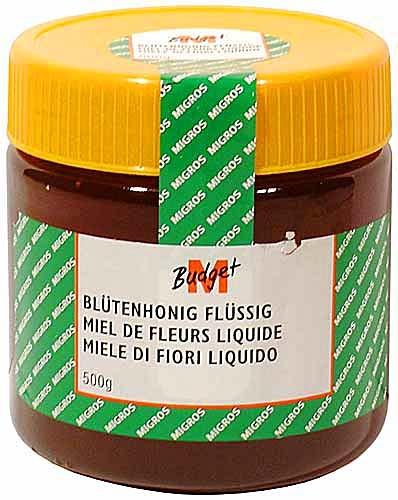 Budget
M
BLÜTENHONIG FLÜSSIG
MIEL DE FLEURS LIQUIDE
MIELE DI FIORI LIQUIDO
500g
MIGROS